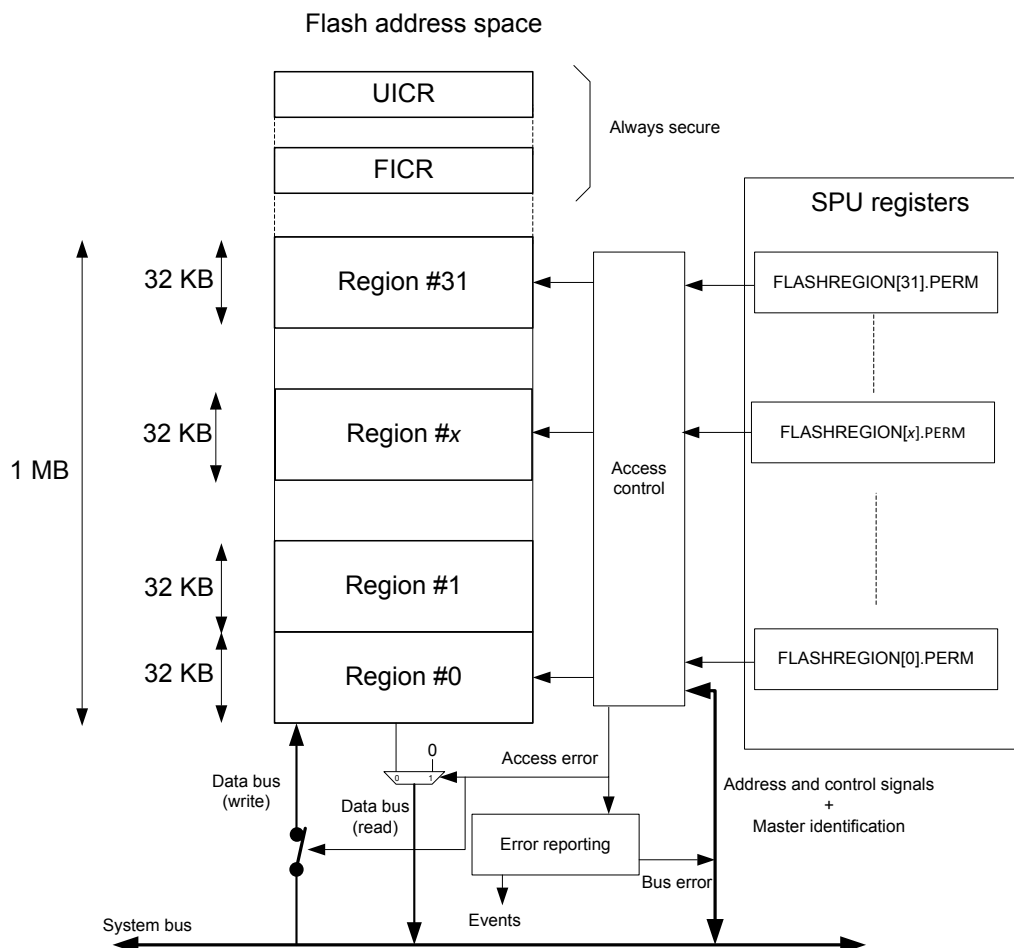 Flash address space
UICR
Always secure
FICR
SPU registers
32 KB
Region #31
FLASHREGION[31].PERM
32 KB
Region #x
FLASHREGION[x].PERM
1 MB
Access
control
32 KB
Region #1
32 KB
Region #0
FLASHREGION[0].PERM
0
Access error
0 1
Data bus
(write)
Data bus
(read)
Address and control signals
+
Master identification
Error reporting
Bus error
Events
System bus